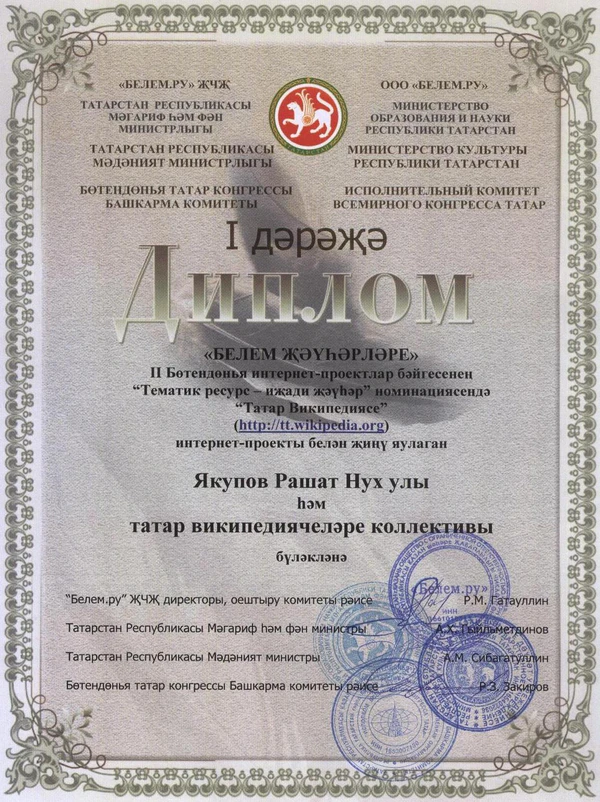 «БЕЛЕМ.РУ» ҖЧҖ
ТАТАРСТАН РЕСПУБЛИКАСЫ
МӘГАРИФ ҺӘМ ФӘН
МИНИСТРЛЫГЫ
ТАТАРСТАН РЕСПУБЛИКАСЫ
МӘДӘНИЯТ МИНИСТРЛЫГЫ
БӨТЕНДӨНЬЯ ТАТАР КОНГРЕССЫ
БАШКАРМА КОМИТЕТЫ
ООО «БЕЛЕМ.РУ»
МИНИСТЕРСТВО
ОБРАЗОВАНИЯ И НАУКИ
РЕСПУБЛИКИ ТАТАРСТАН
МИНИСТЕРСТВО КУЛЬТУРЫ
РЕСПУБЛИКИ ТАТАРСТАН
ИСПОЛНИТЕЛЬНЫЙ КОМИТЕТ
ВСЕМИРНОГО КОНГРЕССА ТАТАР
I дәрәҗә
Диплом
«БЕЛЕМ ҖӘҮҺӘРЛӘРЕ»
II Бөтендөнья интернет-проектлар бәйгесенең
“Тематик ресурс – иҗади җәүһәр” номинациясендә
“Татар Википедиясе”
(http://tt.wikipedia.org)
интернет-проекты белән җиңү яулаган
Якупов Рашат Нух улы
һәм
татар википедиячеләре коллективы
бүләкләнә
“Белем.ру” ҖЧҖ директоры, оештыру комитеты рәисе Р.М. Гатауллин
Татарстан Республикасы Мәгариф һәм фән министры А.Х. Гыйльметдинов
Татарстан Республикасы Мәдәният министры А.М. Сибагатуллин
Бөтендөнья татар конгрессы Башкарма комитеты рәисе Р.З. Закиров
«Белем.ру»
ИНН